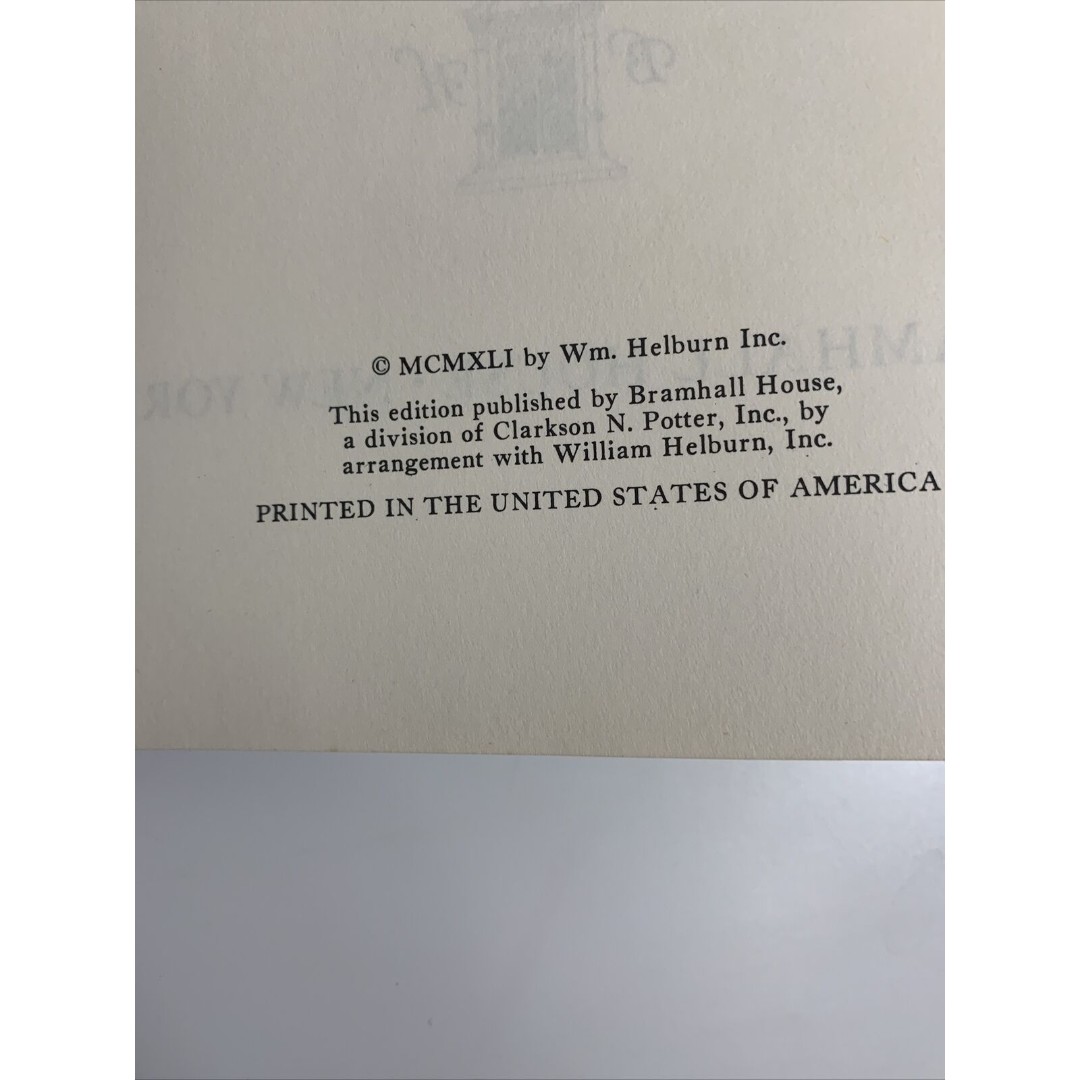 © MCMXLI by Wm. Helburn Inc.
This edition published by Bramhall House,
a division of Clarkson N. Potter, Inc., by
arrangement with William Helburn, Inc.
PRINTED IN THE UNITED STATES OF AMERICA